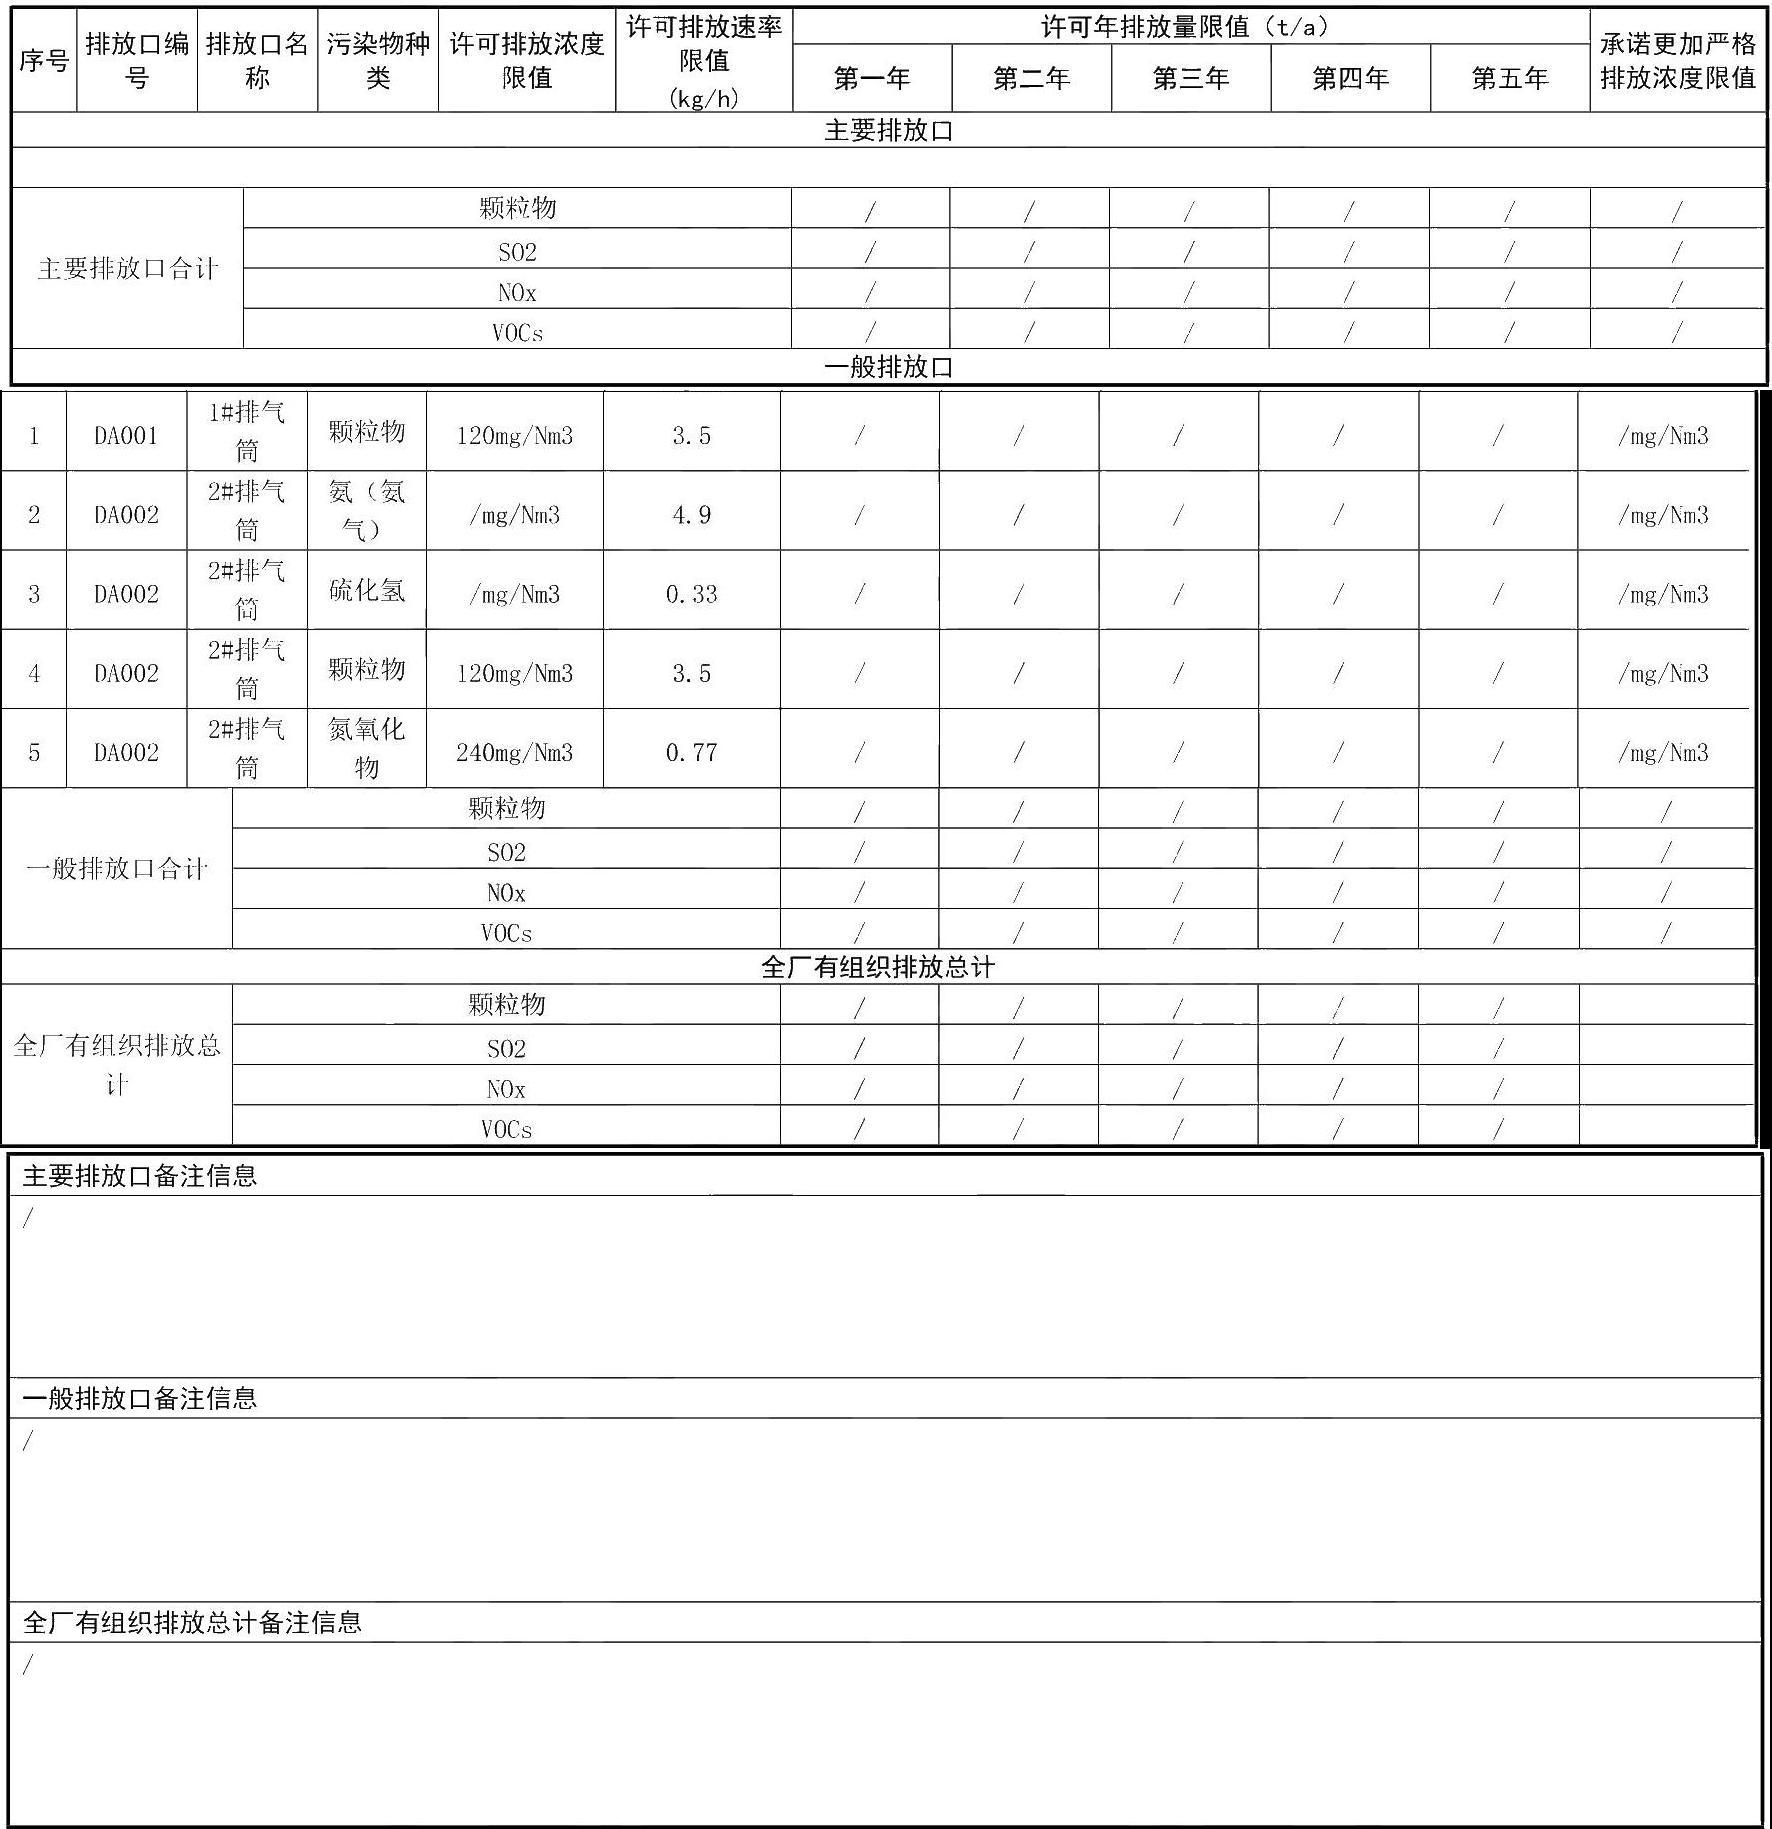 序号 排放口编号 排放口名称 污染物种类 许可排放浓度限值 许可排放速率限值(kg/h) 许可年排放量限值（t/a） 承诺更加严格排放浓度限值
第一年 第二年 第三年 第四年 第五年
主要排放口
主要排放口合计
颗粒物 / / / / / /
SO2 / / / / / /
NOx / / / / / /
VOCs / / / / / /
一般排放口
1 DA001 1#排气筒 颗粒物 120mg/Nm3 3.5 / / / / / /mg/Nm3
2 DA002 2#排气筒 氨（氨气） /mg/Nm3 4.9 / / / / / /mg/Nm3
3 DA002 2#排气筒 硫化氢 /mg/Nm3 0.33 / / / / / /mg/Nm3
4 DA002 2#排气筒 颗粒物 120mg/Nm3 3.5 / / / / / /mg/Nm3
5 DA002 2#排气筒 氮氧化物 240mg/Nm3 0.77 / / / / / /mg/Nm3
一般排放口合计
颗粒物 / / / / / /
SO2 / / / / / /
NOx / / / / / /
VOCs / / / / / /
全厂有组织排放总计
全厂有组织排放总计
颗粒物 / / / / /
SO2 / / / / /
NOx / / / / /
VOCs / / / / /
主要排放口备注信息
/
一般排放口备注信息
/
全厂有组织排放总计备注信息
/